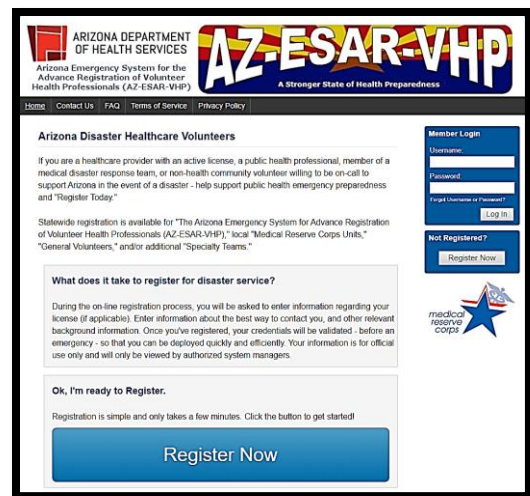 ARIZONA DEPARTMENT
OF HEALTH SERVICES
Arizona Emergency System for the
Advance Registration of Volunteer
Health Professionals (AZ-ESAR-VHP)
AZ-ESAR-VHP
A Stronger State of Health Preparedness
Home Contact Us FAQ Terms of Service Privacy Policy
Arizona Disaster Healthcare Volunteers
If you are a healthcare provider with an active license, a public health professional, member of a
medical disaster response team, or non-health community volunteer willing to be on-call to
support Arizona in the event of a disaster - help support public health emergency preparedness
and "Register Today."
Statewide registration is available for "The Arizona Emergency System for Advance Registration
of Volunteer Health Professionals (AZ-ESAR-VHP)," local "Medical Reserve Corps Units,"
"General Volunteers," and/or additional "Specialty Teams."
What does it take to register for disaster service?
During the on-line registration process, you will be asked to enter information regarding your
license (if applicable). Enter information about the best way to contact you, and other relevant
background information. Once you've registered, your credentials will be validated - before an
emergency - so that you can be deployed quickly and efficiently. Your information is for official
use only and will only be viewed by authorized system managers.
Ok, I'm ready to Register.
Registration is simple and only takes a few minutes. Click the button to get started!
Register Now
Member Login
Username:
Password:
Forgot Username or Password?
Log In
Not Registered?
Register Now
medical
reserve
corps